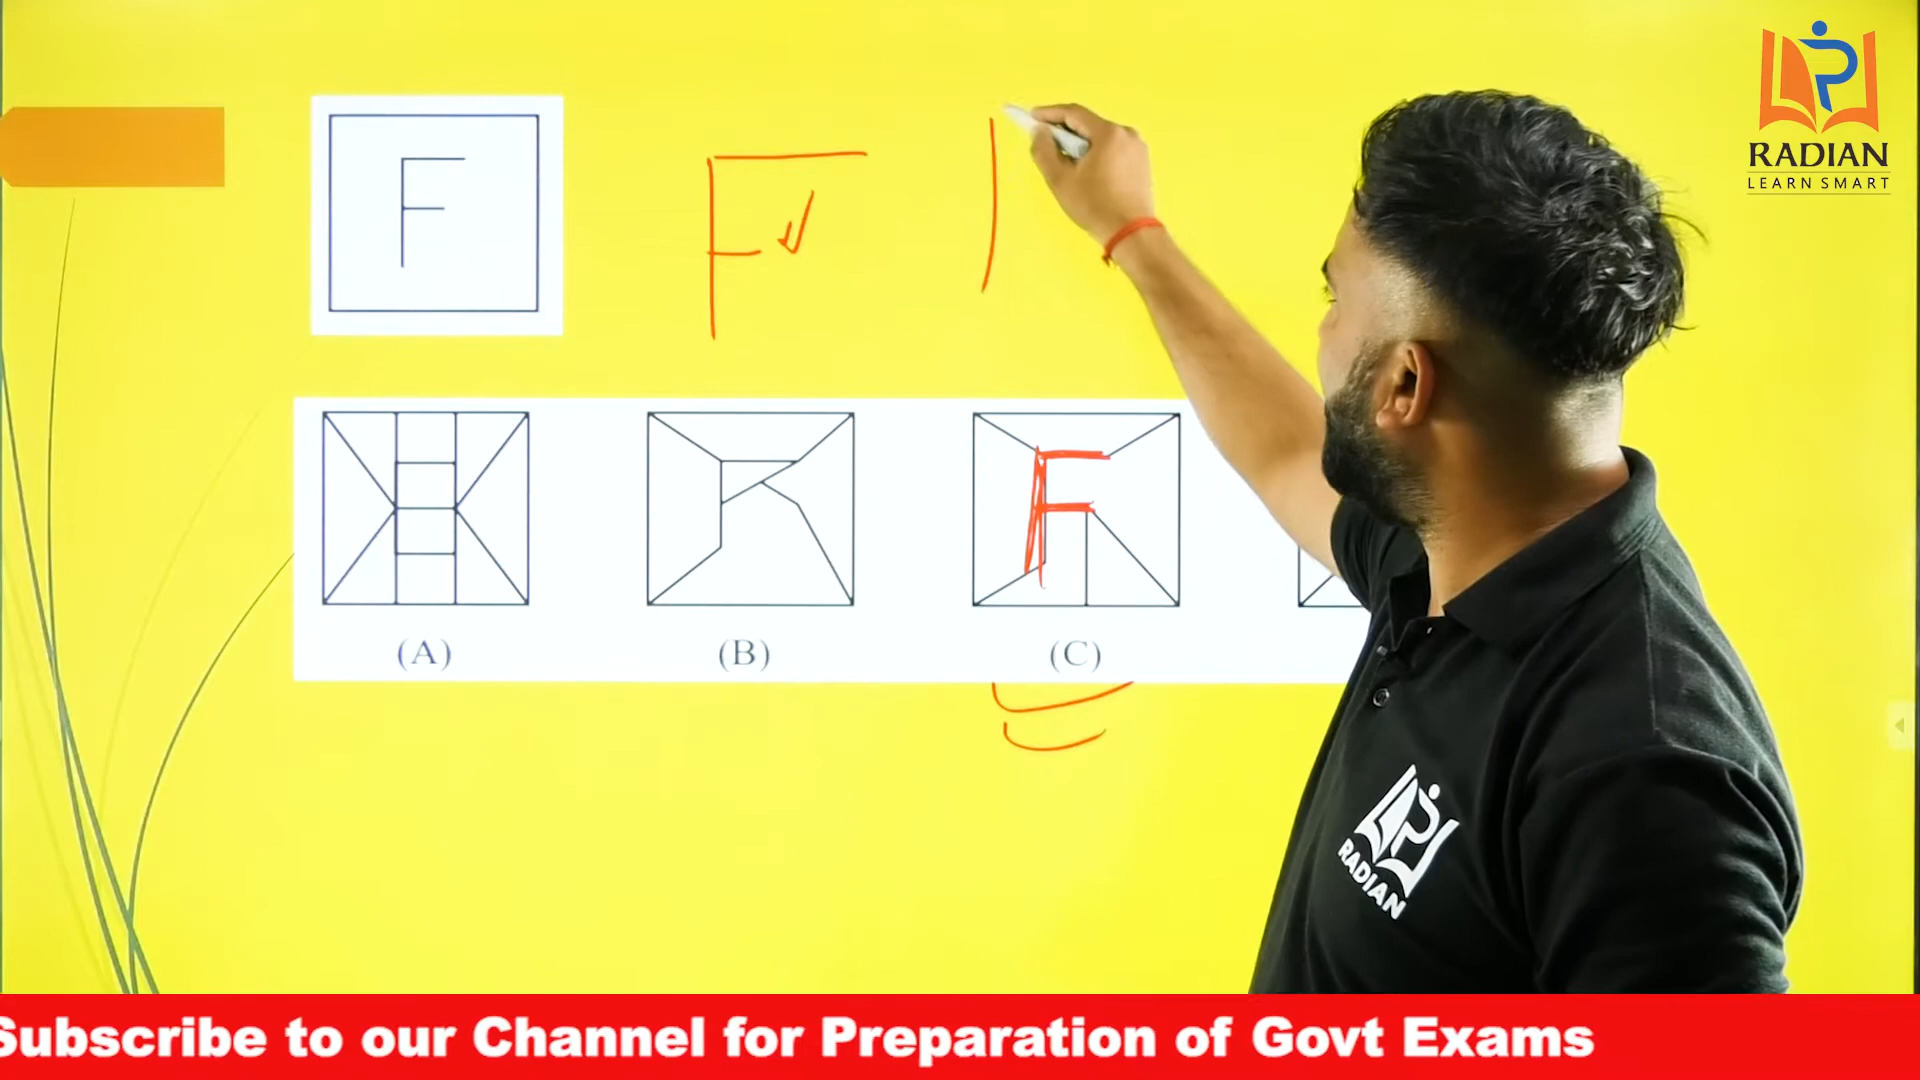 RADIAN
LEARN SMART
F
F
F
(A)
(B)
(C)
RADIAN
Subscribe to our Channel for Preparation of Govt Exams